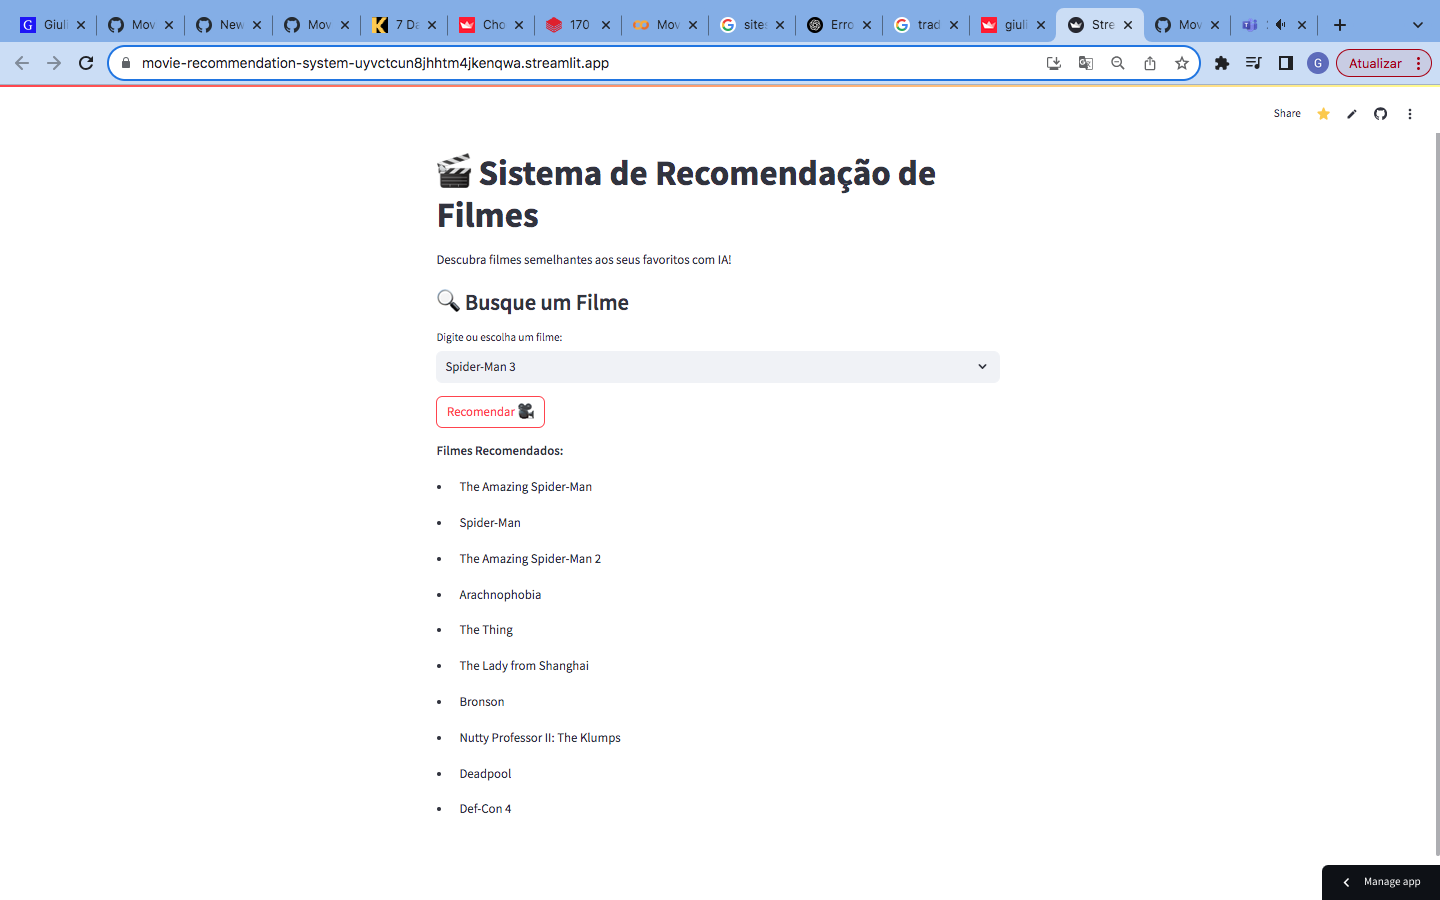 Giuli
Mov
New
Mov
7 Da
Cho
170
Mov
site
Erro
trad
giuli
Stre
Mov
movie-recommendation-system-uyvctcun8jhhtm4jkenqwa.streamlit.app
G
Atualizar
Share
Sistema de Recomendação de
Filmes
Descubra filmes semelhantes aos seus favoritos com IA!
Busque um Filme
Digite ou escolha um filme:
Spider-Man 3
Recomendar
Filmes Recomendados:
The Amazing Spider-Man
Spider-Man
The Amazing Spider-Man 2
Arachnophobia
The Thing
The Lady from Shanghai
Bronson
Nutty Professor II: The Klumps
Deadpool
Def-Con 4
Manage app